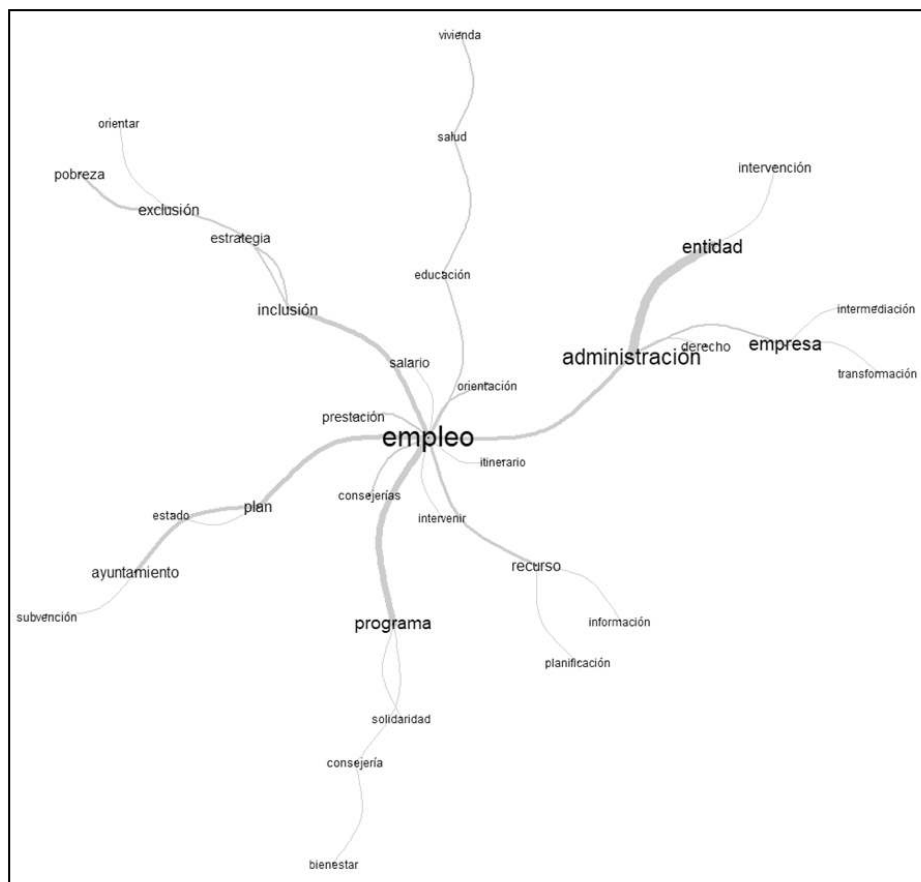 vivienda
orientar
salud
intervención
pobreza
exclusión
estrategia
entidad
educación
inclusión
intermediación
empresa
derecho
administración
salario
transformación
orientación
prestación
empleo
itinerario
consejerías
plan
estado
intervenir
recurso
ayuntamiento
subvención
programa
información
planificación
solidaridad
consejería
bienestar